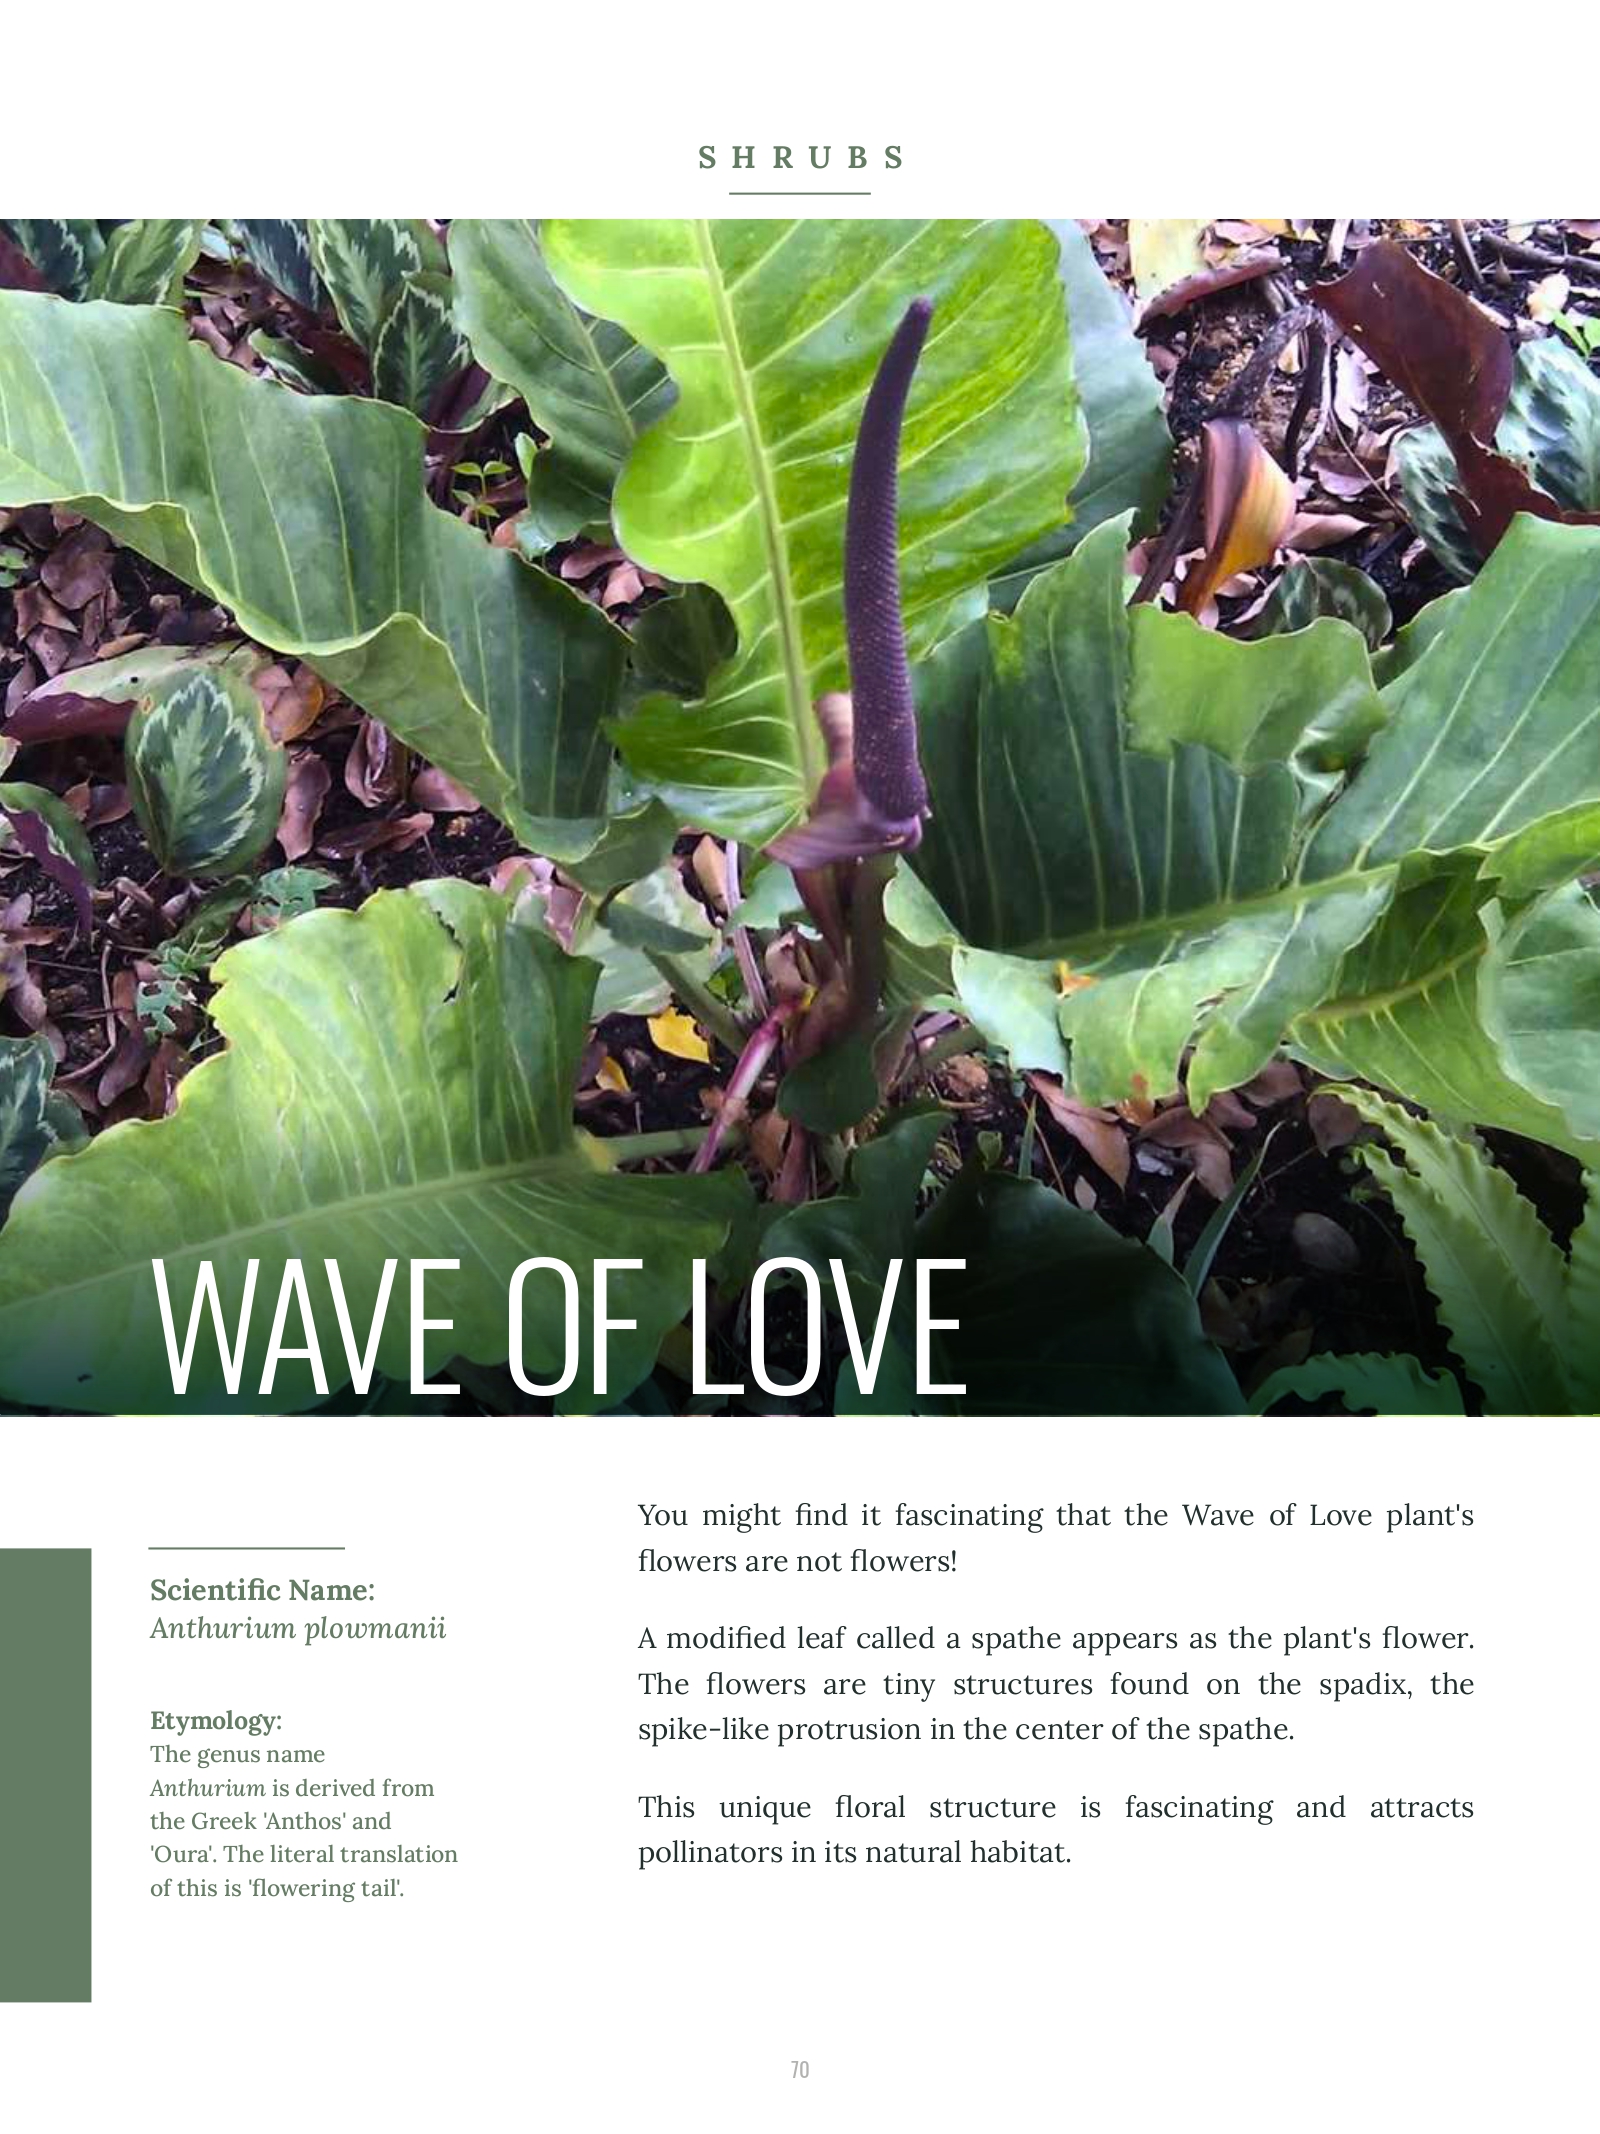 SHRUBS
WAVE OF LOVE
Scientific Name:
Anthurium plowmanii
Etymology:
The genus name
Anthurium is derived from
the Greek 'Anthos' and
'Oura'. The literal translation
of this is 'flowering tail'.
You might find it fascinating that the Wave of Love plant's
flowers are not flowers!
A modified leaf called a spathe appears as the plant's flower.
The flowers are tiny structures found on the spadix, the
spike-like protrusion in the center of the spathe.
This unique floral structure is fascinating and attracts
pollinators in its natural habitat.
70